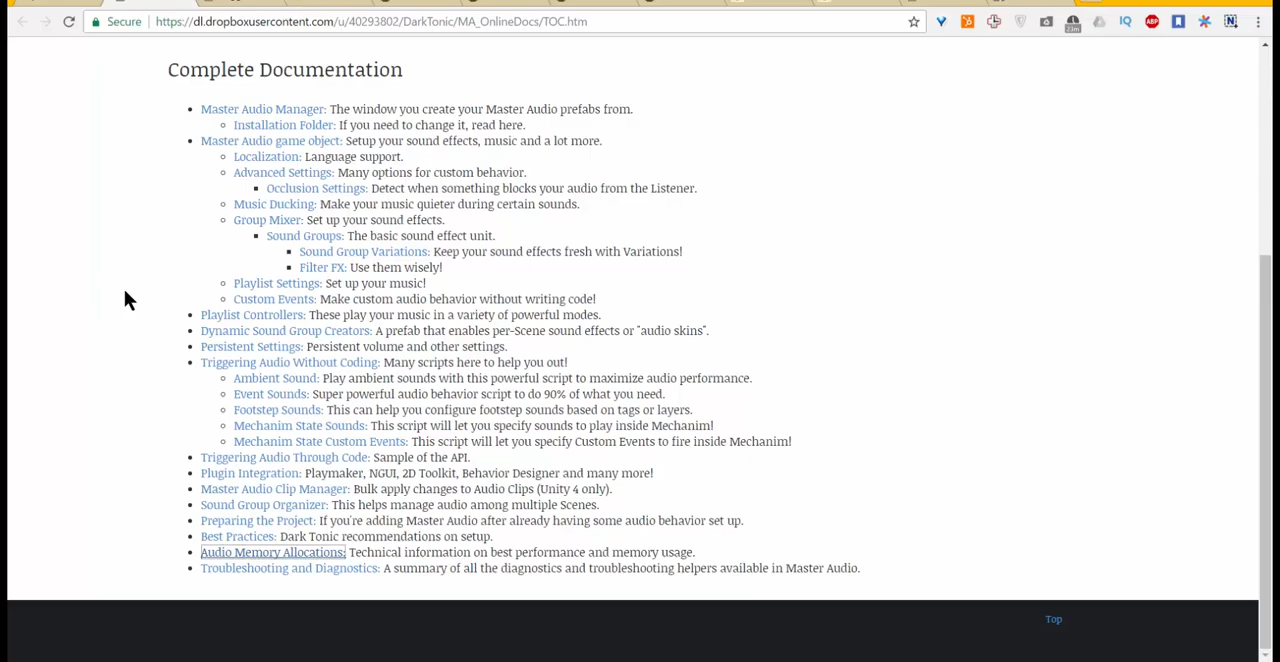 Secure https://dl.dropboxusercontent.com/u/40293802/DarkTonic/MA_OnlineDocs/TOC.htm
IQ
ABP
N
23m
Complete Documentation
Master Audio Manager: The window you create your Master Audio prefabs from.
Installation Folder: If you need to change it, read here.
Master Audio game object: Setup your sound effects, music and a lot more.
Localization: Language support.
Advanced Settings: Many options for custom behavior.
Occlusion Settings: Detect when something blocks your audio from the Listener.
Music Ducking: Make your music quieter during certain sounds.
Group Mixer: Set up your sound effects.
Sound Groups: The basic sound effect unit.
Sound Group Variations: Keep your sound effects fresh with Variations!
Filter FX: Use them wisely!
Playlist Settings: Set up your music!
Custom Events: Make custom audio behavior without writing code!
Playlist Controllers: These play your music in a variety of powerful modes.
Dynamic Sound Group Creators: A prefab that enables per-Scene sound effects or "audio skins".
Persistent Settings: Persistent volume and other settings.
Triggering Audio Without Coding: Many scripts here to help you out!
Ambient Sound: Play ambient sounds with this powerful script to maximize audio performance.
Event Sounds: Super powerful audio behavior script to do 90% of what you need.
Footstep Sounds: This can help you configure footstep sounds based on tags or layers.
Mechanim State Sounds: This script will let you specify sounds to play inside Mechanim!
Mechanim State Custom Events: This script will let you specify Custom Events to fire inside Mechanim!
Triggering Audio Through Code: Sample of the API.
Plugin Integration: Playmaker, NGUI, 2D Toolkit, Behavior Designer and many more!
Master Audio Clip Manager: Bulk apply changes to Audio Clips (Unity 4 only).
Sound Group Organizer: This helps manage audio among multiple Scenes.
Preparing the Project: If you're adding Master Audio after already having some audio behavior set up.
Best Practices: Dark Tonic recommendations on setup.
Audio Memory Allocations: Technical information on best performance and memory usage.
Troubleshooting and Diagnostics: A summary of all the diagnostics and troubleshooting helpers available in Master Audio.
Top